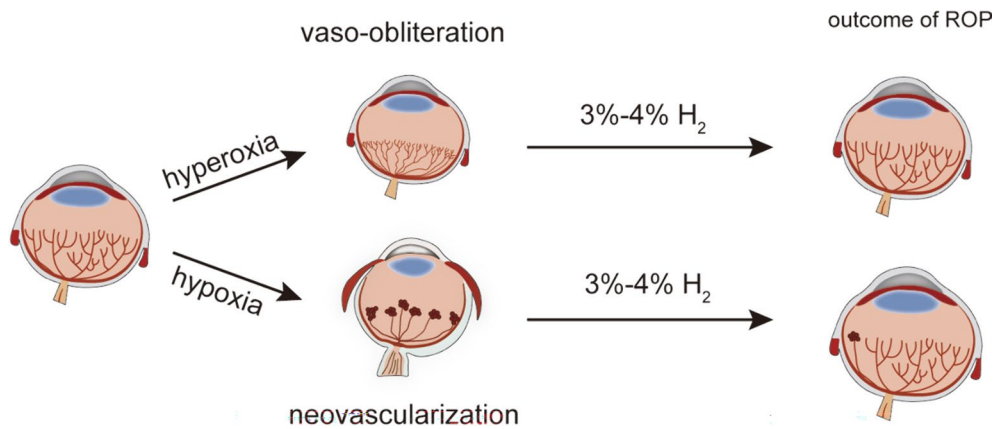 vaso-obliteration
outcome of ROP
hyperoxia
3%-4% H₂
hypoxia
3%-4% H₂
neovascularization